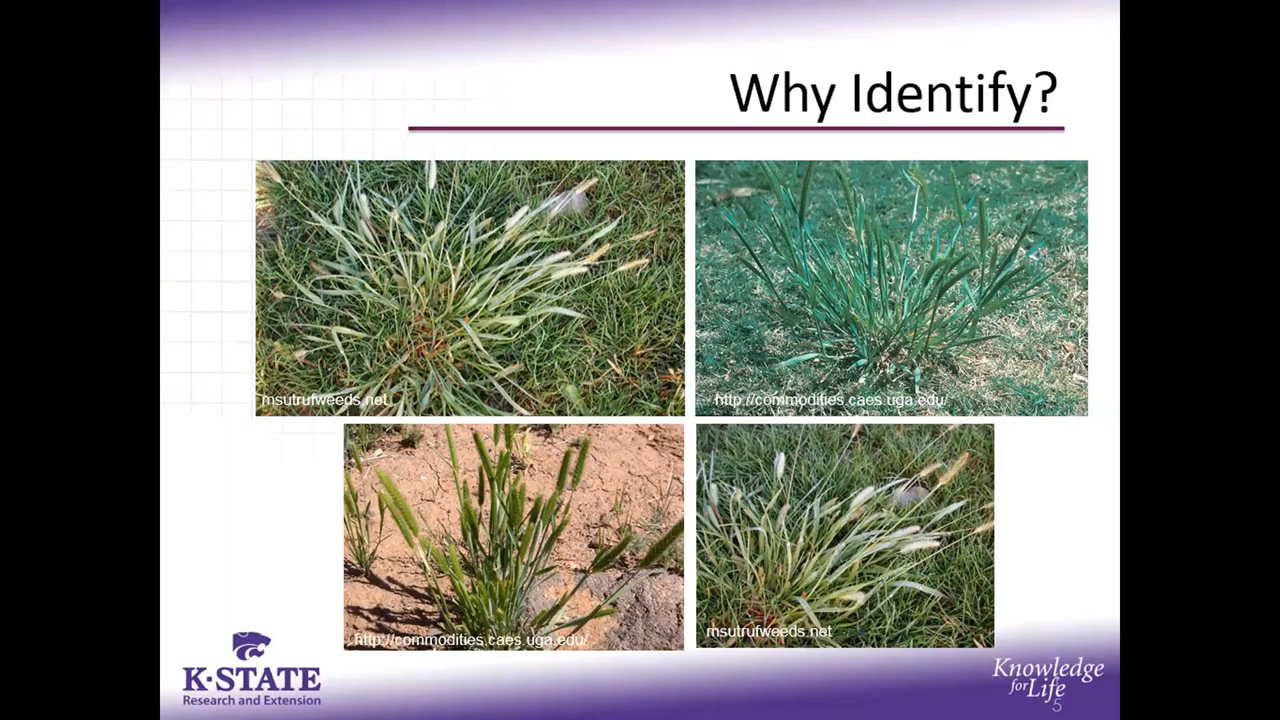 Why Identify?
msutrufweeds.net
http://commodities.caes.uga.edu/
http://commodities.caes.uga.edu/
msutrufweeds.net
K-STATE
Research and Extension
Knowledge
for Life
5